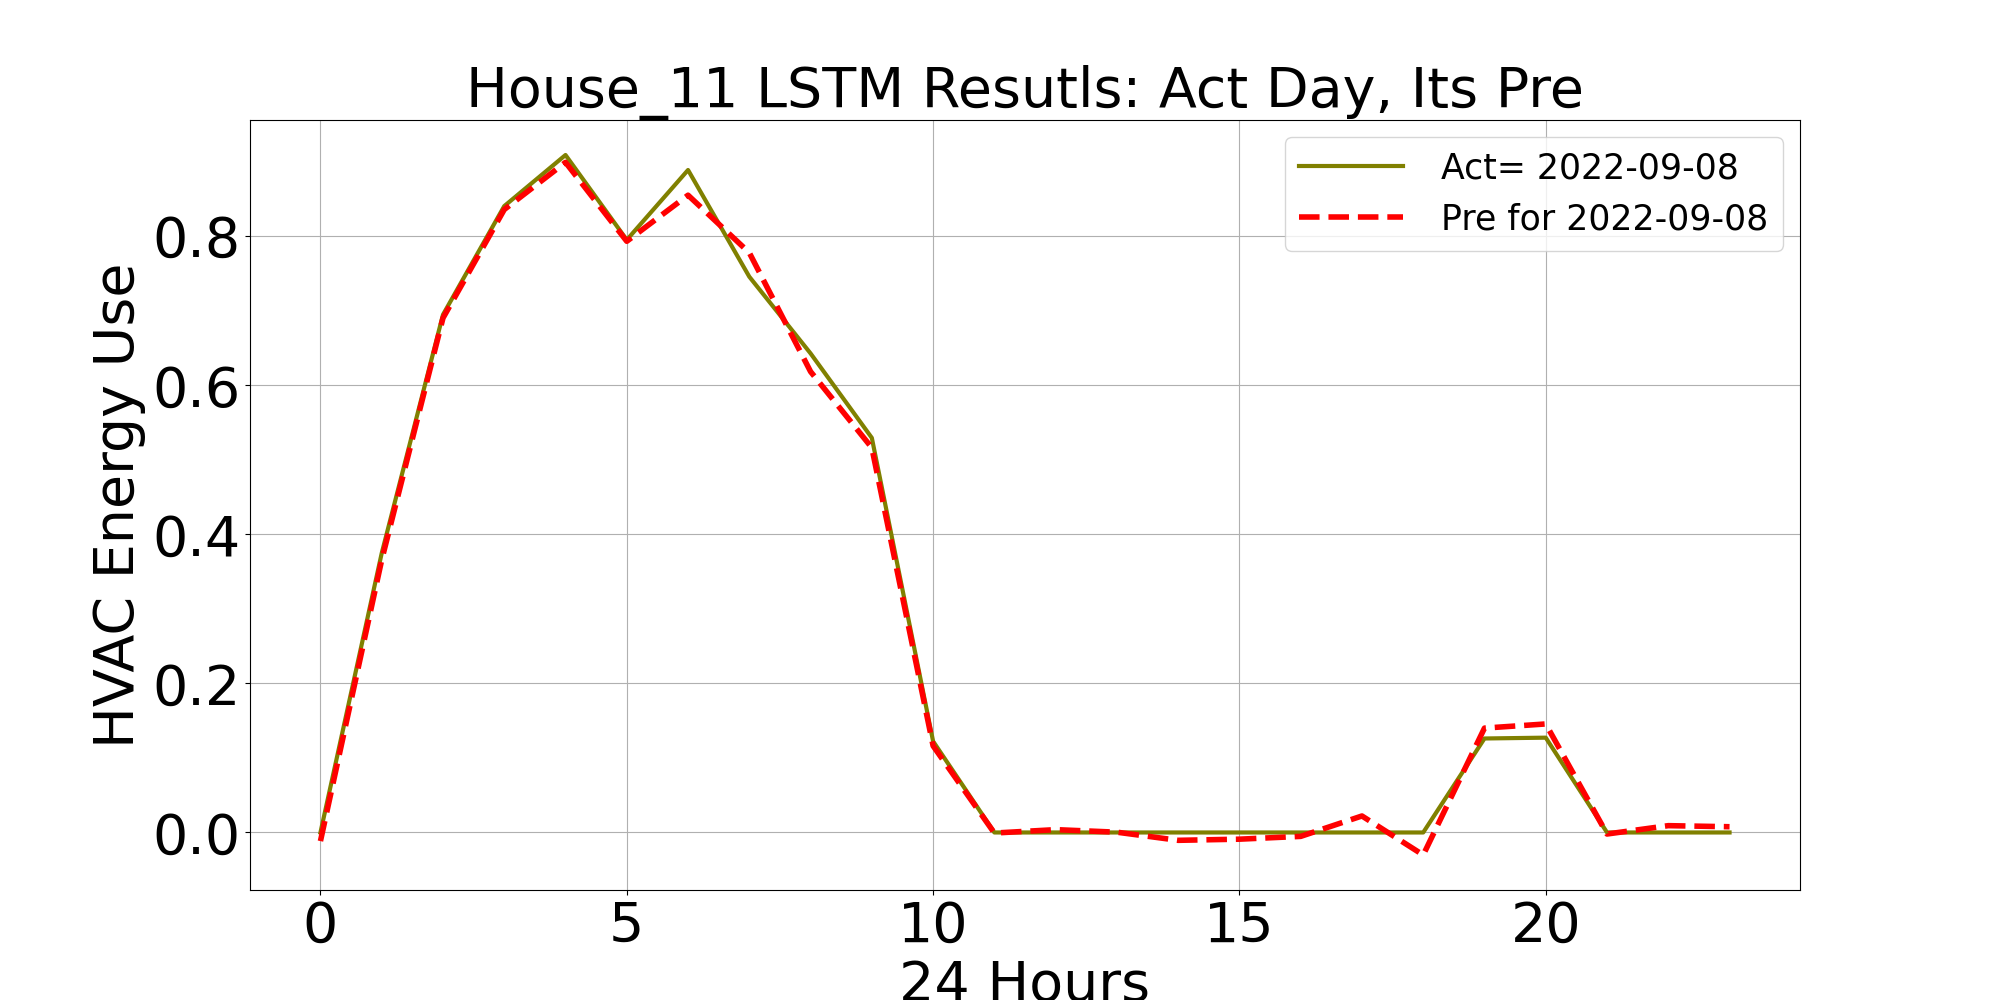 House_11 LSTM Resutls: Act Day, Its Pre
Act= 2022-09-08
Pre for 2022-09-08
HVAC Energy Use
0.8
0.6
0.4
0.2
0.0
0 5 10 15 20
24 Hours